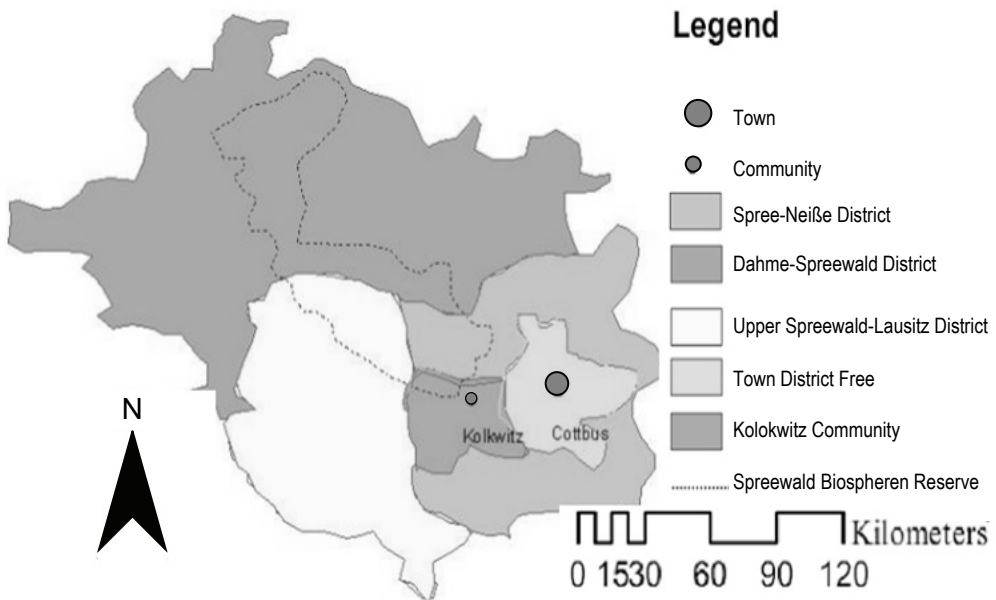 Legend
Town
Community
Spree-Neiße District
Dahme-Spreewald District
Upper Spreewald-Lausitz District
Town District Free
Kolokwitz Community
Spreewald Biospheren Reserve
N
Kolkwitz
Cottbus
Kilometers
0 1530 60 90 120